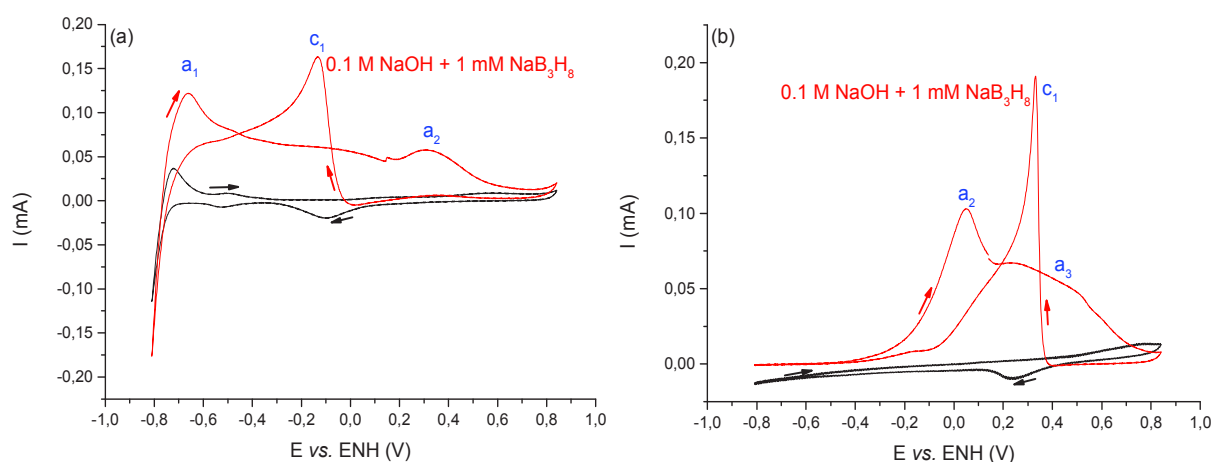 (a)
c1
0.1 M NaOH + 1 mM NaB3H8
a1
a2
0,20
0,15
0,10
0,05
0,00
-0,05
-0,10
-0,15
-0,20
I (mA)
-1,0 -0,8 -0,6 -0,4 -0,2 0,0 0,2 0,4 0,6 0,8 1,0
E vs. ENH (V)
(b)
0.1 M NaOH + 1 mM NaB3H8
c1
a2
a3
0,20
0,15
0,10
0,05
0,00
I (mA)
-1,0 -0,8 -0,6 -0,4 -0,2 0,0 0,2 0,4 0,6 0,8 1,0
E vs. ENH (V)